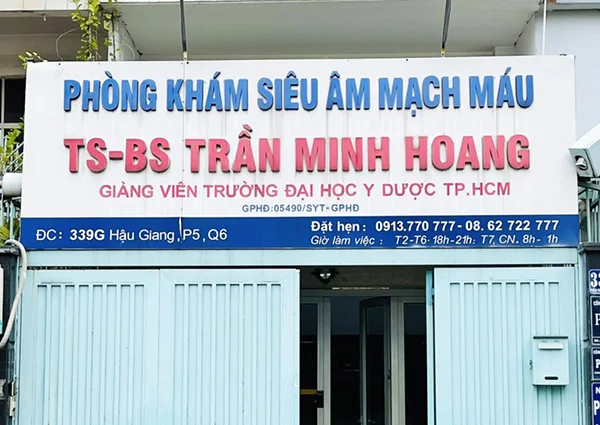 PHÒNG KHÁM SIÊU ÂM MẠCH MÁU
TS-BS TRẦN MINH HOANG
GIẢNG VIÊN TRƯỜNG ĐẠI HỌC Y DƯỢC TP.HCM
GPHĐ:05490/SYT-GPHĐ
ĐC: 339G Hậu Giang, P5, Q6
Đặt hẹn: 0913.770 777- 08. 62 722 777
Giờ làm việc: T2-T6: 18h-21h; T7, CN. 8h- 1h